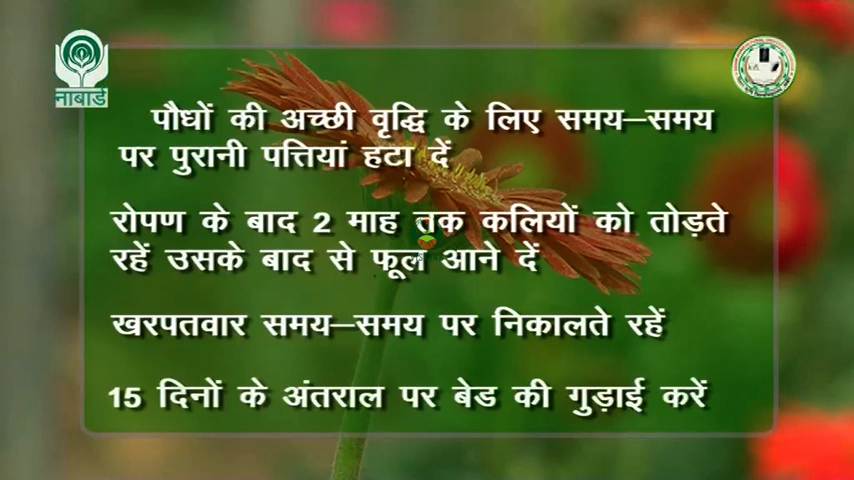 नाबार्ड
पौधों की अच्छी वृद्धि के लिए समय–समय
पर पुरानी पत्तियां हटा दें
रोपण के बाद 2 माह तक कलियों को तोड़ते
रहें उसके बाद से फूल आने दें
खरपतवार समय–समय पर निकालते रहें
15 दिनों के अंतराल पर बेड की गुड़ाई करें